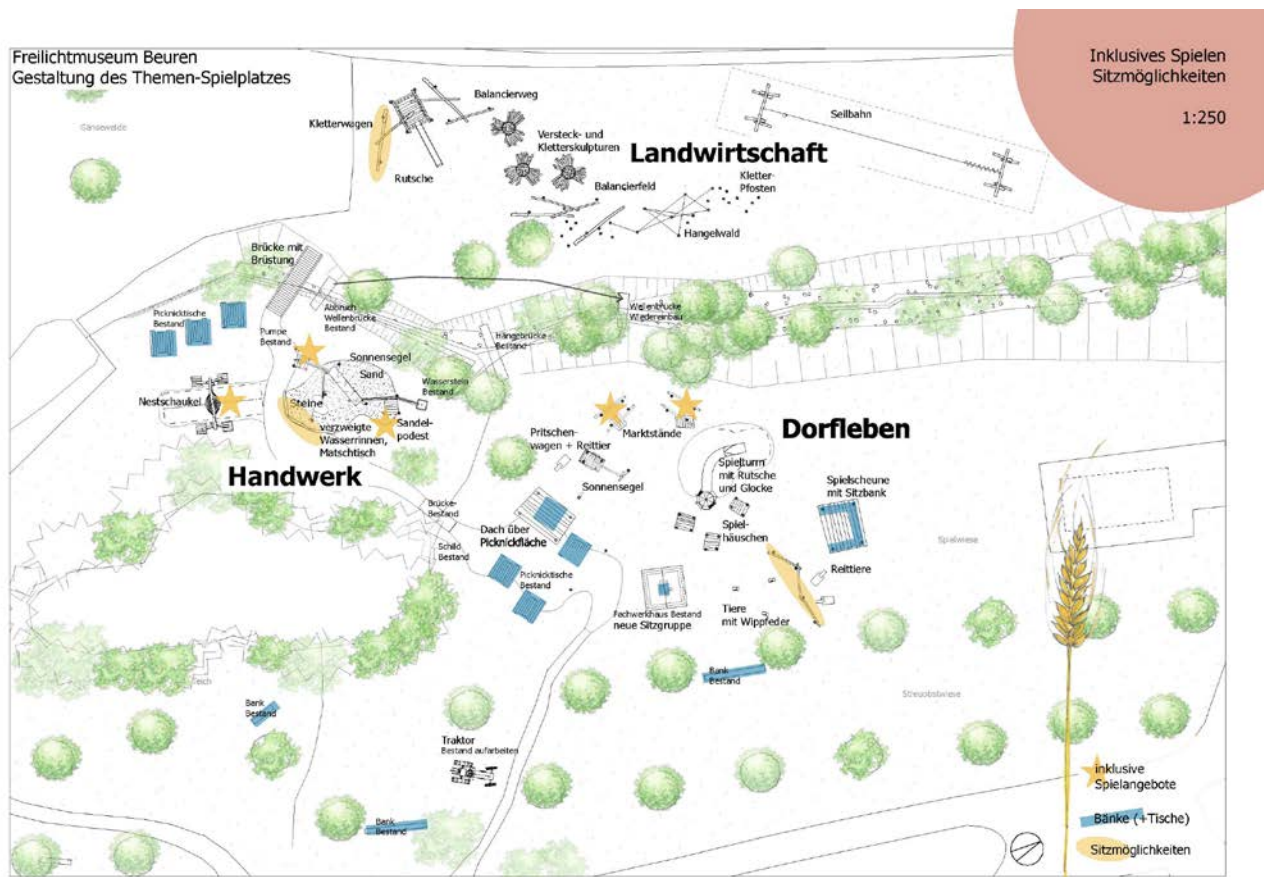 Freilichtmuseum Beuren
Gestaltung des Themen-Spielplatzes
Inklusives Spielen
Sitzmöglichkeiten
1:250
Gänseweide
Kletterwagen
Rutsche
Balancierweg
Versteck- und
Kletterskulpturen
Landwirtschaft
Seilbahn
Balancierfeld
Kletter-
Pfosten
Hangelwald
Brücke mit
Brüstung
Picknicktische
Bestand
Pumpe
Bestand
Abbruch
Wellenbrücke
Bestand
Hängebrücke
Bestand
Wellenbrücke
Wiedereinbau
Sonnensegel
Sand
Wasserstein
Bestand
Nestschaukel
Steine
verzweigte
Wasserrinnen,
Matschtisch
Sandel-
podest
Handwerk
Marktstände
Dorfleben
Pritschen-
wagen + Reittier
Sonnensegel
Spielturm
mit Rutsche
und Glocke
Spielscheune
mit Sitzbank
Spiel-
häuschen
Brücke
Bestand
Schild
Bestand
Dach über
Picknickfläche
Picknicktische
Bestand
Spielwiese
Reittiere
Fachwerkhaus Bestand
neue Sitzgruppe
Tiere
mit Wippfeder
Bank
Bestand
Streuobstwiese
Teich
Bank
Bestand
Traktor
Bestand aufarbeiten
Bank
Bestand
inklusive
Spielangebote
Bänke (+Tische)
Sitzmöglichkeiten